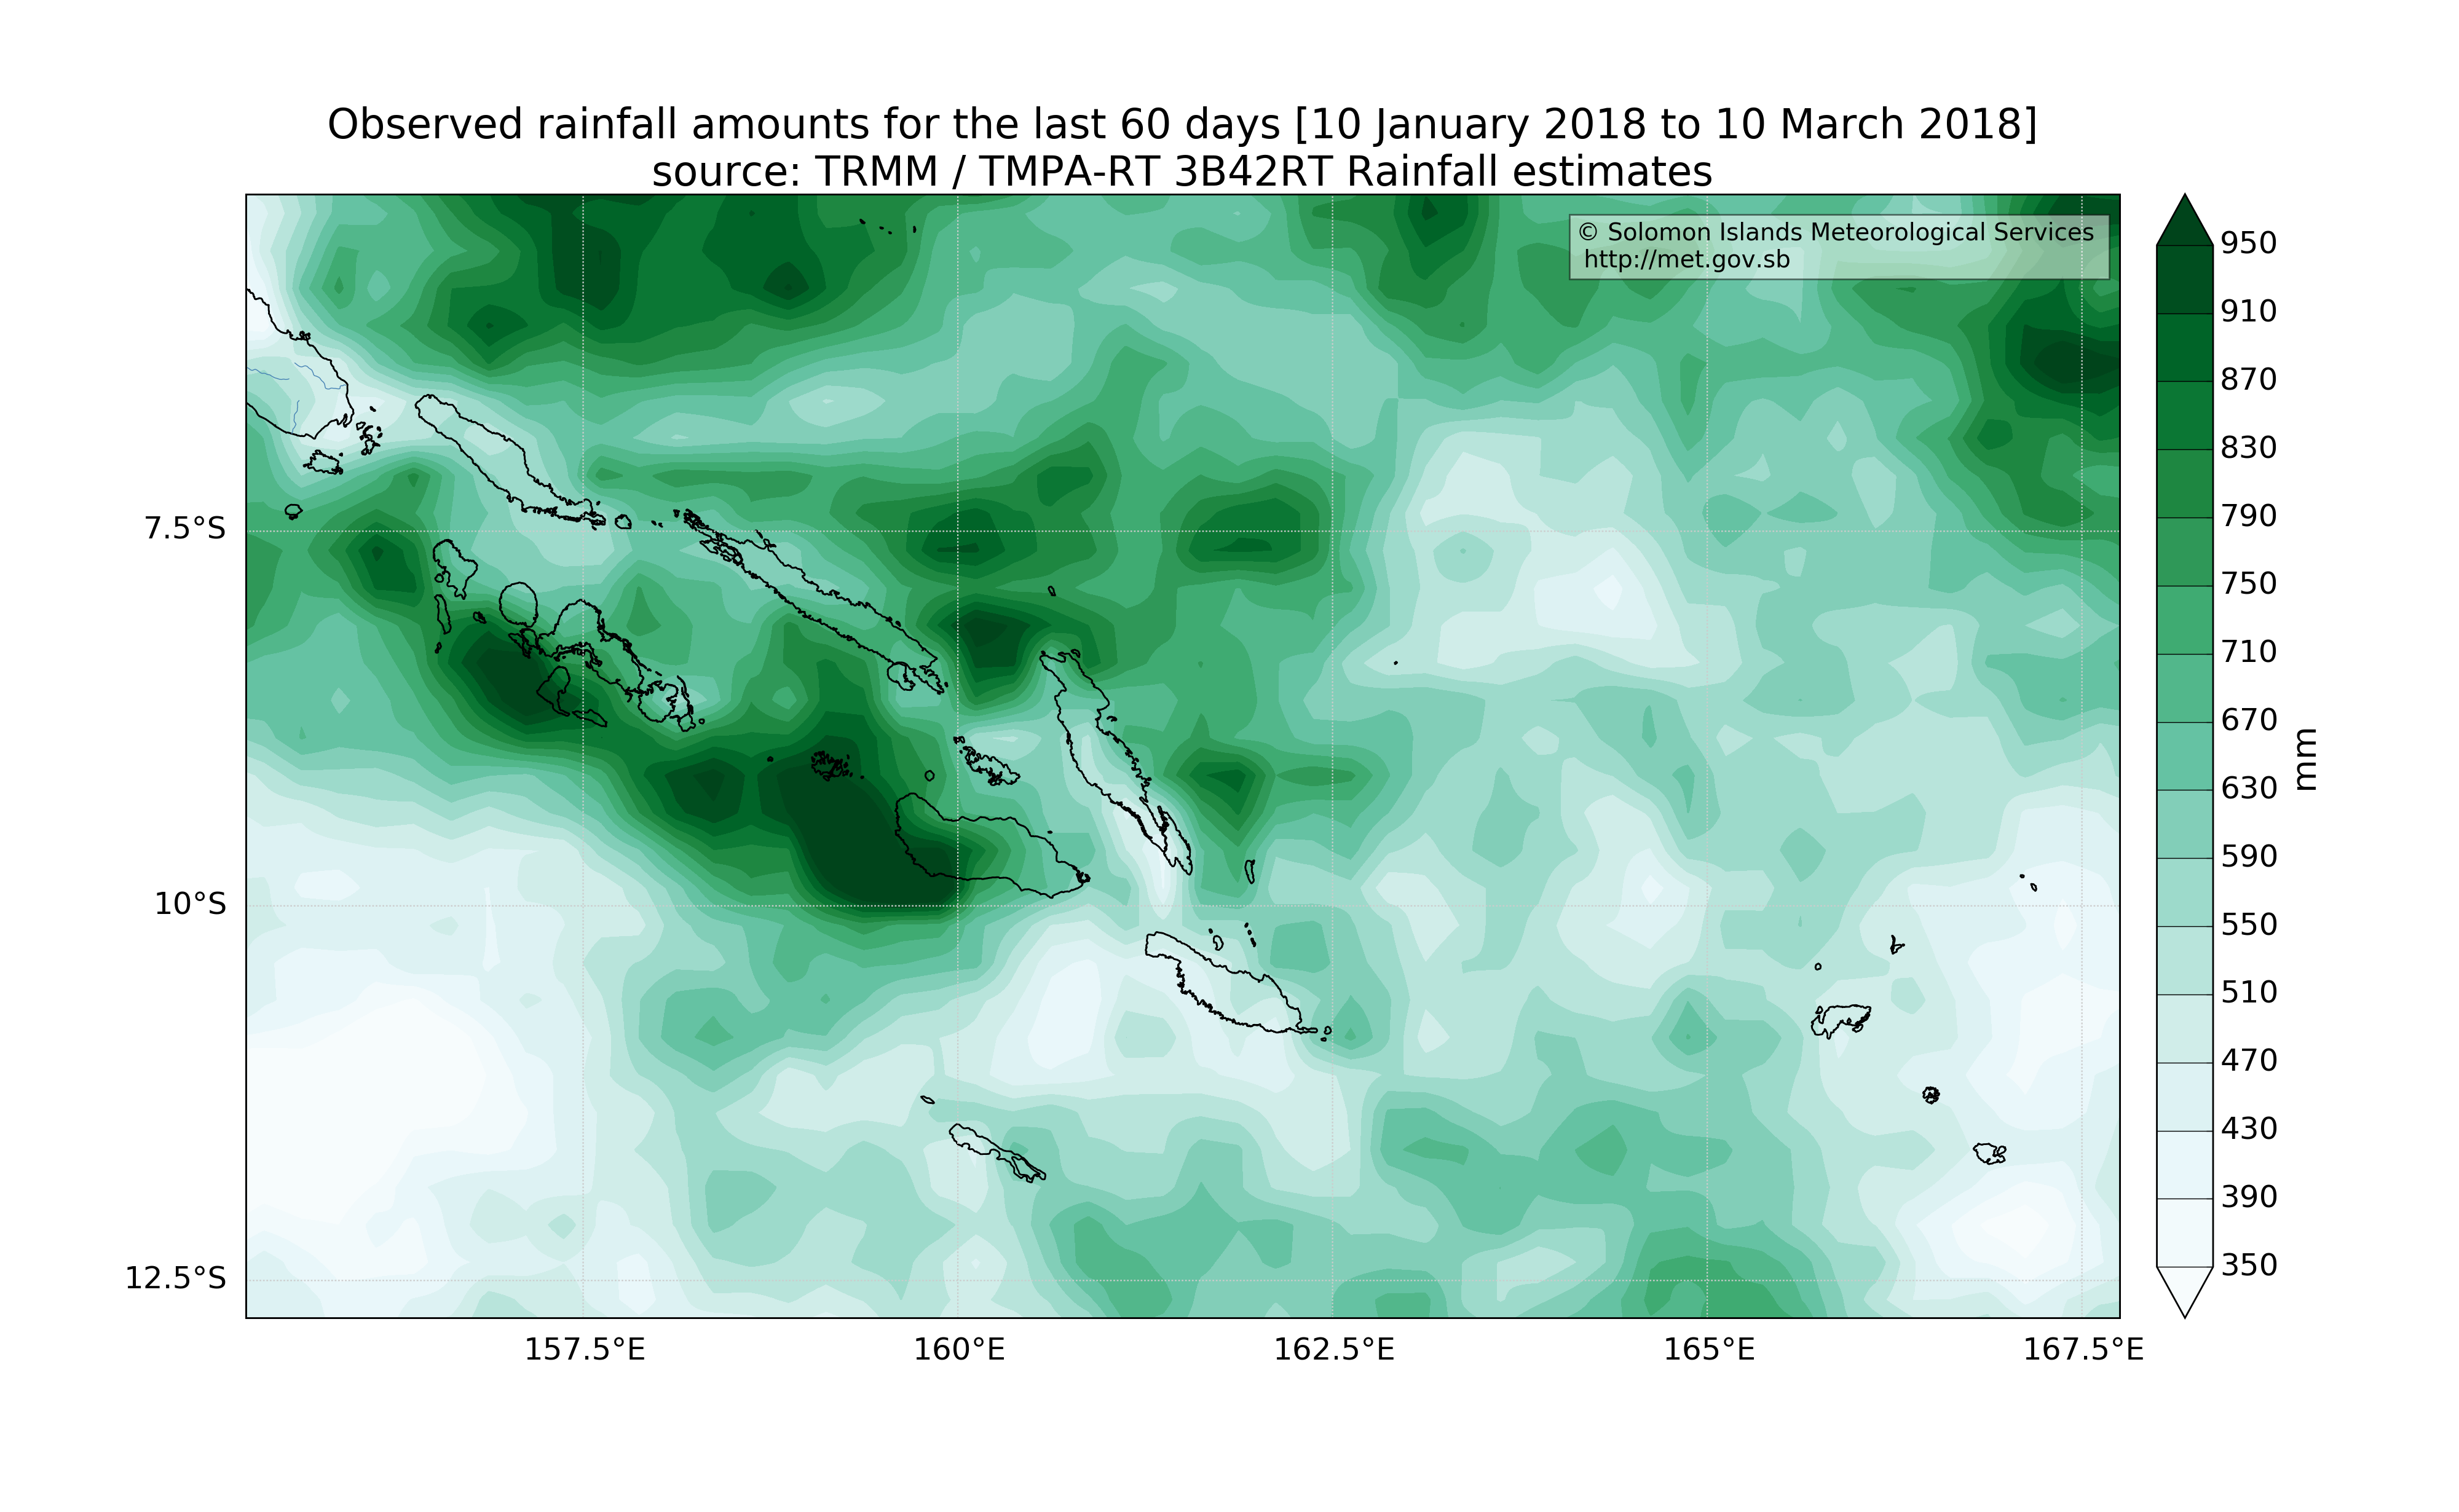 Observed rainfall amounts for the last 60 days [10 January 2018 to 10 March 2018]
source: TRMM / TMPA-RT 3B42RT Rainfall estimates
© Solomon Islands Meteorological Services
http://met.gov.sb
7.5°S
10°S
12.5°S
157.5°E
160°E
162.5°E
165°E
167.5°E
950
910
870
830
790
750
710
670
630
590
550
510
470
430
390
350
mm